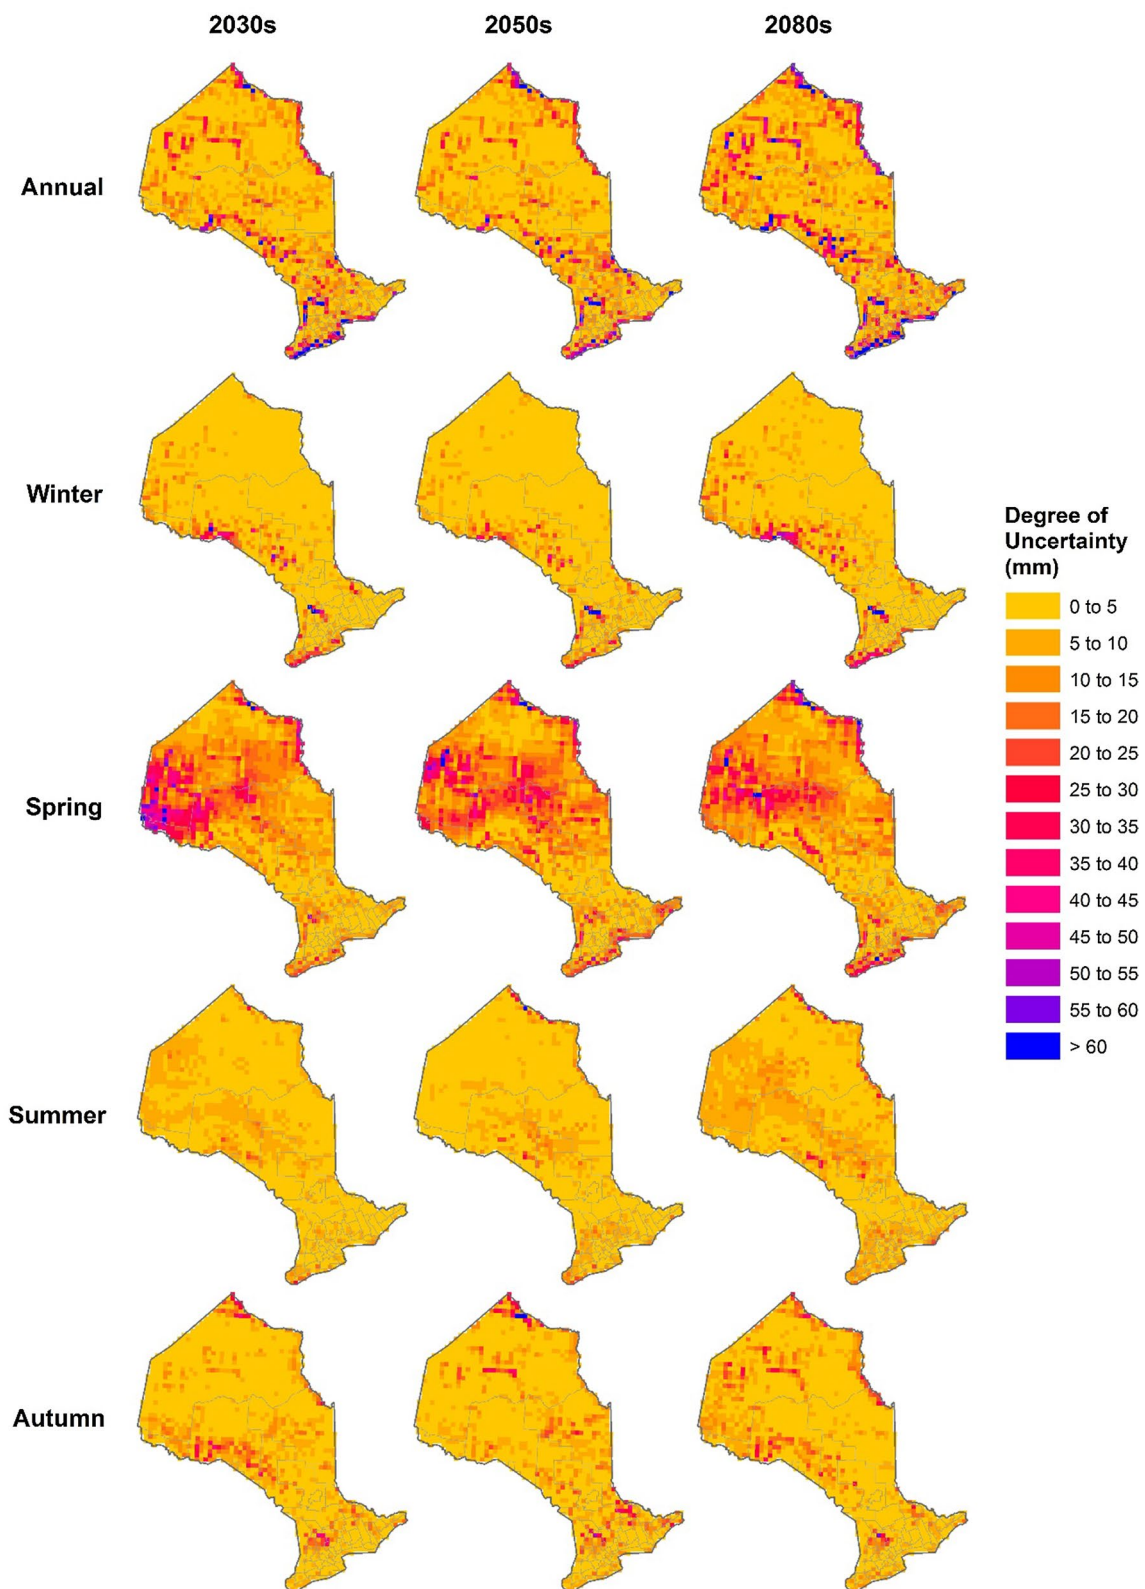 2030s 2050s 2080s
Annual
Winter
Spring
Summer
Autumn
Degree of
Uncertainty
(mm)
0 to 5
5 to 10
10 to 15
15 to 20
20 to 25
25 to 30
30 to 35
35 to 40
40 to 45
45 to 50
50 to 55
55 to 60
> 60